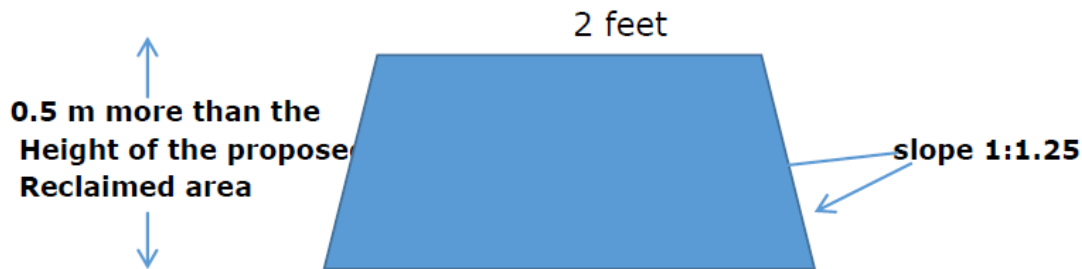 2 feet
0.5 m more than the
Height of the propose
Reclaimed area
slope 1:1.25